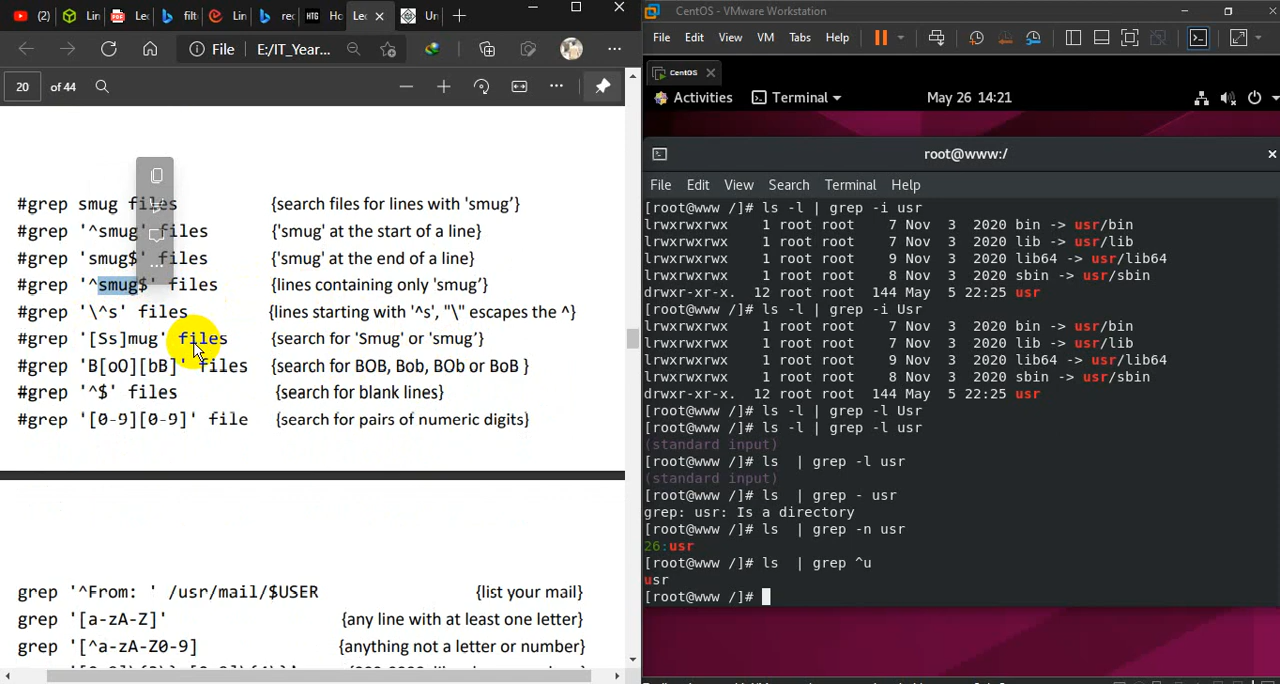 (2) Lin Lec filt Lin rec Ho Le Un
File E:/IT_Year...
20 of 44
#grep smug files {search files for lines with 'smug’}
#grep '^smug' files {'smug' at the start of a line}
#grep 'smug$' files {'smug' at the end of a line}
#grep '^smug$' files {lines containing only 'smug’}
#grep '\^s' files {lines starting with '^s', "\" escapes the ^}
#grep '[Ss]mug' files {search for 'Smug' or 'smug'}
#grep 'B[oO][bB]' files {search for BOB, Bob, BOb or BoB }
#grep '^$' files {search for blank lines}
#grep '[0-9][0-9]' file {search for pairs of numeric digits}
grep '^From: ' /usr/mail/$USER {list your mail}
grep '[a-zA-Z]' {any line with at least one letter}
grep '[^a-zA-Z0-9] {anything not a letter or number}
CentOS - VMware Workstation
File Edit View VM Tabs Help
CentOS
Activities Terminal May 26 14:21
root@www:/
File Edit View Search Terminal Help
[root@www /]# ls -l | grep -i usr
lrwxrwxrwx 1 root root 7 Nov 3 2020 bin -> usr/bin
lrwxrwxrwx 1 root root 7 Nov 3 2020 lib -> usr/lib
lrwxrwxrwx 1 root root 9 Nov 3 2020 lib64 -> usr/lib64
lrwxrwxrwx 1 root root 8 Nov 3 2020 sbin -> usr/sbin
drwxr-xr-x. 12 root root 144 May 5 22:25 usr
[root@www /]# ls -l | grep -i Usr
lrwxrwxrwx 1 root root 7 Nov 3 2020 bin -> usr/bin
lrwxrwxrwx 1 root root 7 Nov 3 2020 lib -> usr/lib
lrwxrwxrwx 1 root root 9 Nov 3 2020 lib64 -> usr/lib64
lrwxrwxrwx 1 root root 8 Nov 3 2020 sbin -> usr/sbin
drwxr-xr-x. 12 root root 144 May 5 22:25 usr
[root@www /]# ls -l | grep -l Usr
[root@www /]# ls -l | grep -l usr
(standard input)
[root@www /]# ls | grep -l usr
(standard input)
[root@www /]# ls | grep - usr
grep: usr: Is a directory
[root@www /]# ls | grep -n usr
26:usr
[root@www /]# ls | grep ^u
usr
[root@www /]#